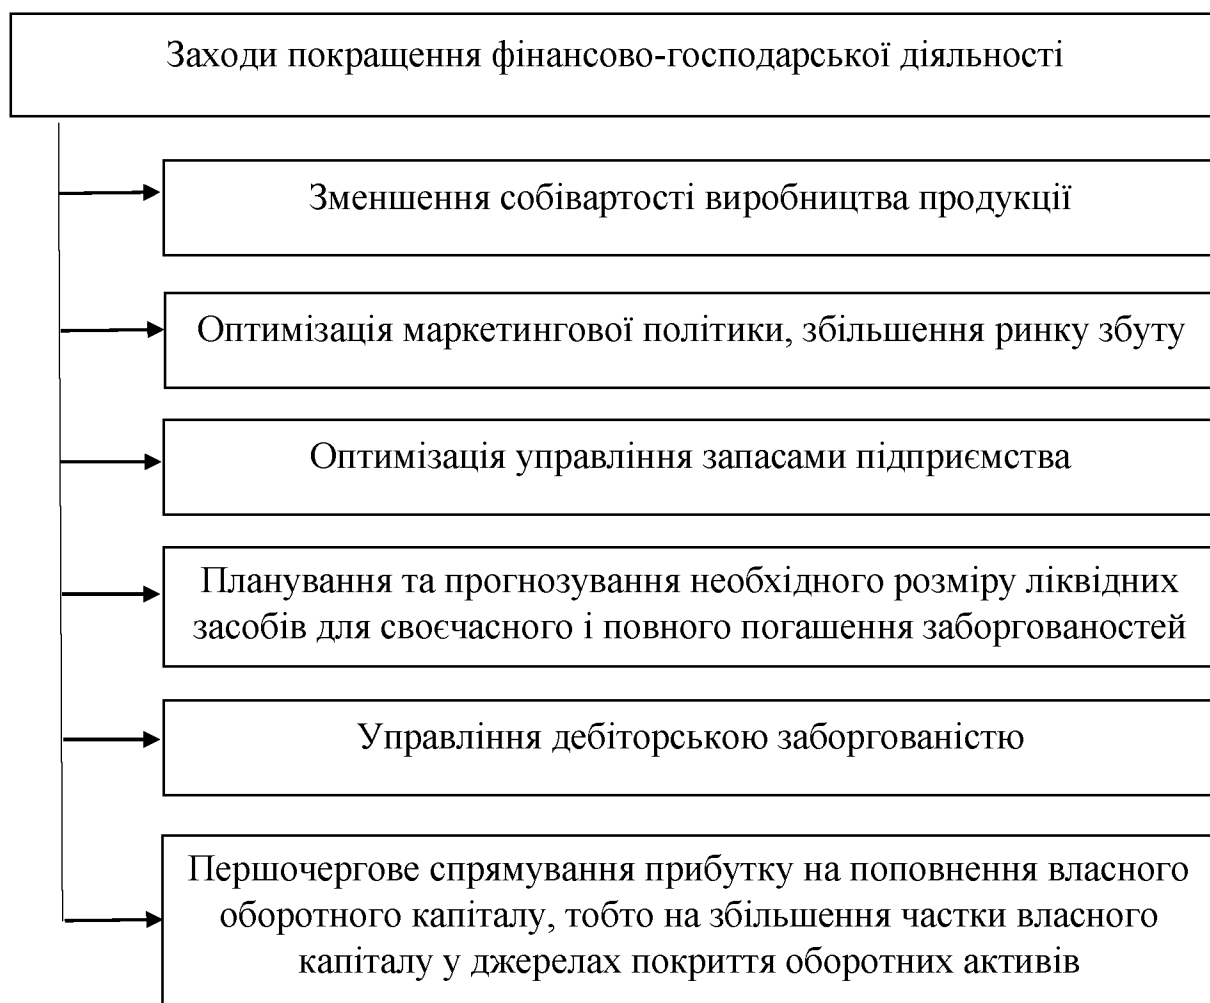 Заходи покращення фінансово-господарської діяльності
Зменшення собівартості виробництва продукції
Оптимізація маркетингової політики, збільшення ринку збуту
Оптимізація управління запасами підприємства
Планування та прогнозування необхідного розміру ліквідних
засобів для своєчасного і повного погашення заборгованостей
Управління дебіторською заборгованістю
Першочергове спрямування прибутку на поповнення власного
оборотного капіталу, тобто на збільшення частки власного
капіталу у джерелах покриття оборотних активів